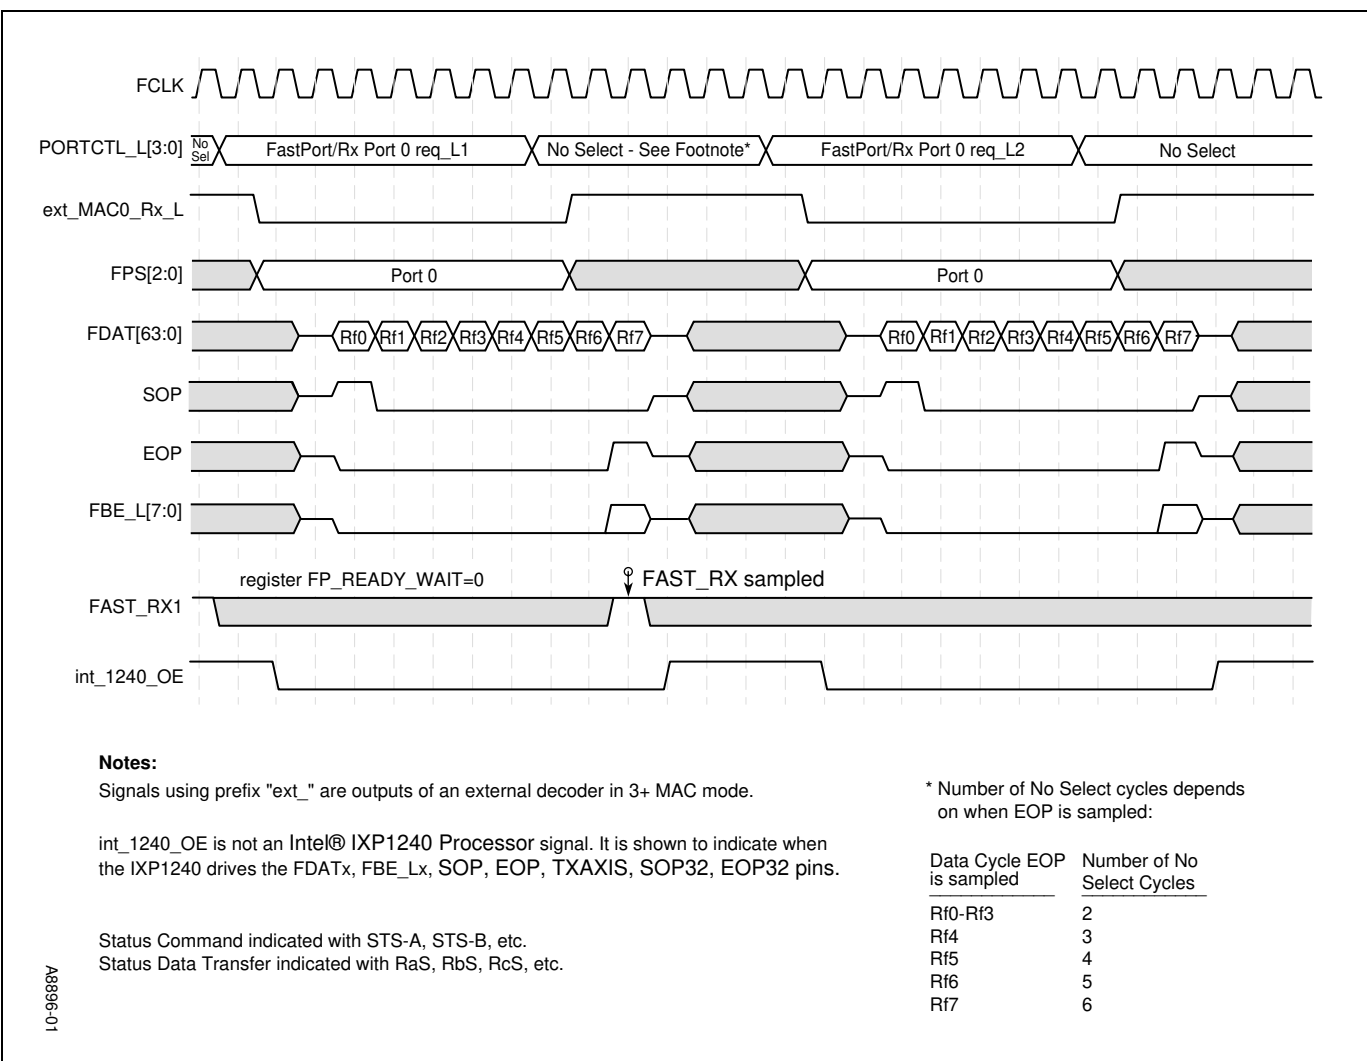 FCLK
PORTCTL_L[3:0] No Sel FastPort/Rx Port 0 req_L1 No Select - See Footnote* FastPort/Rx Port 0 req_L2 No Select
ext_MAC0_Rx_L
FPS[2:0] Port 0 Port 0
FDAT[63:0] Rf0 Rf1 Rf2 Rf3 Rf4 Rf5 Rf6 Rf7 Rf0 Rf1 Rf2 Rf3 Rf4 Rf5 Rf6 Rf7
SOP
EOP
FBE_L[7:0]
register FP_READY_WAIT=0 FAST_RX sampled
FAST_RX1
int_1240_OE
Notes:
Signals using prefix "ext_" are outputs of an external decoder in 3+ MAC mode.
int_1240_OE is not an Intel® IXP1240 Processor signal. It is shown to indicate when
the IXP1240 drives the FDATx, FBE_Lx, SOP, EOP, TXAXIS, SOP32, EOP32 pins.
Status Command indicated with STS-A, STS-B, etc.
Status Data Transfer indicated with RaS, RbS, RcS, etc.
* Number of No Select cycles depends
on when EOP is sampled:
Data Cycle EOP Number of No
is sampled Select Cycles
Rf0-Rf3 2
Rf4 3
Rf5 4
Rf6 5
Rf7 6
A8896-01